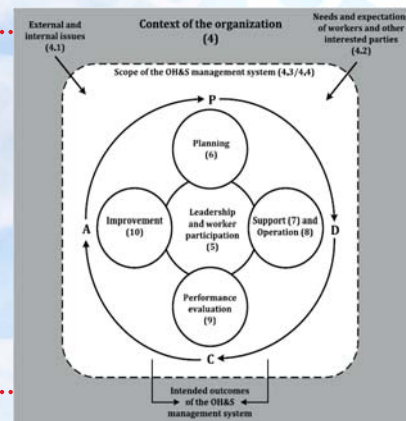 External and
internal issues
(4,1)
Context of the organization
(4)
Needs and expectations
of workers and other
interested parties
(4,2)
Scope of the OH&S management system (4,3/4,4)
P
Planning
(6)
A
Improvement
(10)
Leadership
and worker
participation
(5)
Support (7) and
Operation (8)
D
Performance
evaluation
(9)
C
Intended outcomes
of the OH&S
management system